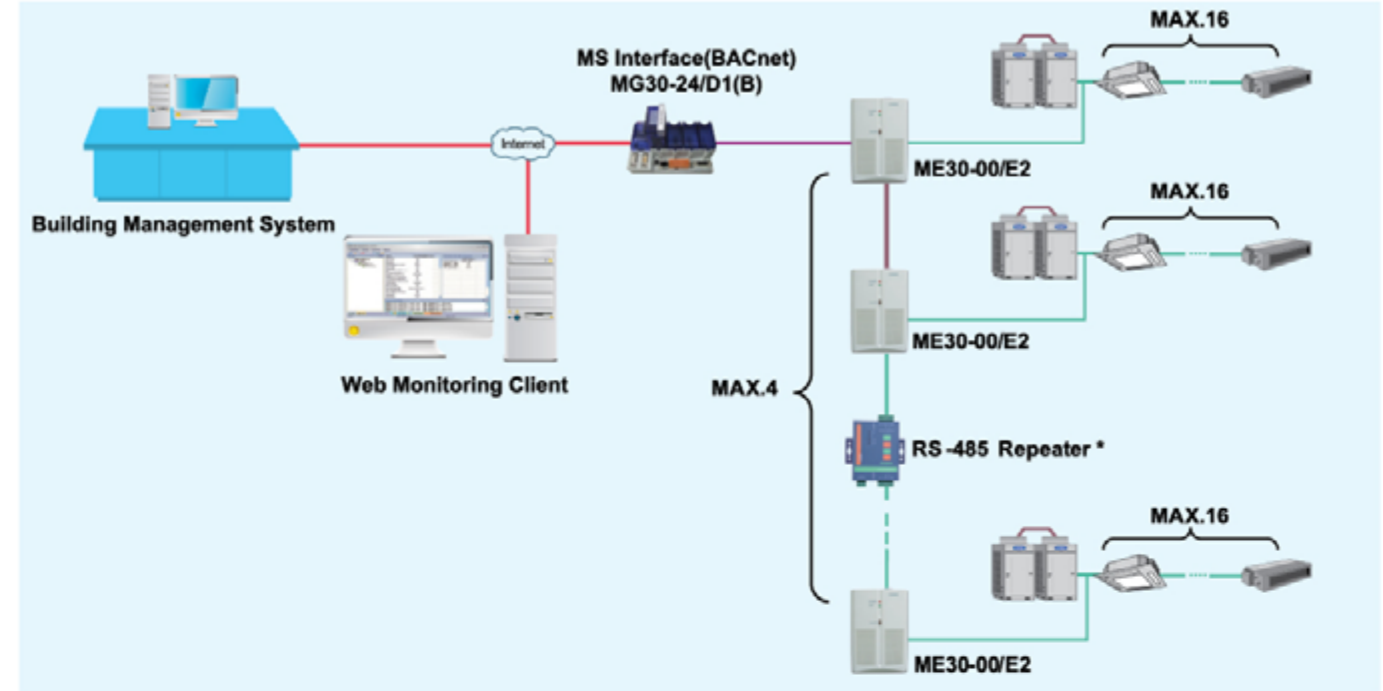 MAX.16
MS Interface(BACnet)
MG30-24/D1(B)
Internet
ME30-00/E2
Building Management System
MAX.16
ME30-00/E2
Web Monitoring Client
MAX.4
RS-485 Repeater *
MAX.16
ME30-00/E2